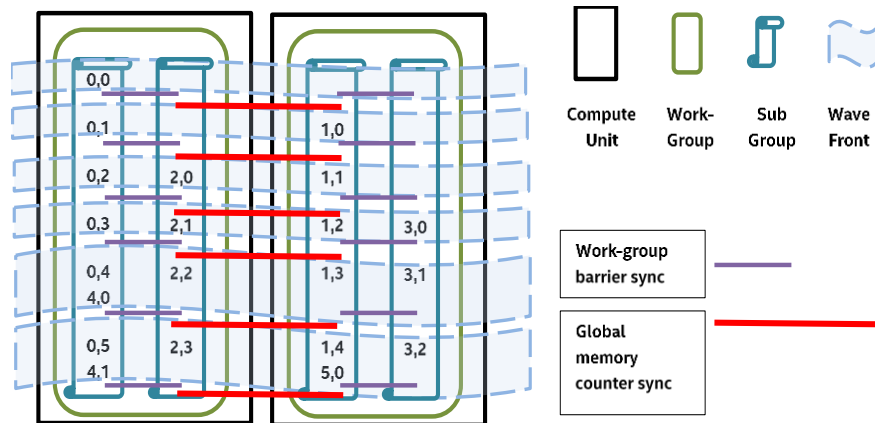 0,0
0,1 1,0
0,2 2,0 1,1
0,3 2,1 1,2 3,0
0,4 2,2 1,3 3,1
4,0
0,5 2,3 1,4 3,2
4,1 5,0
Compute Unit
Work-Group
Sub Group
Wave Front
Work-group
barrier sync
Global
memory
counter sync